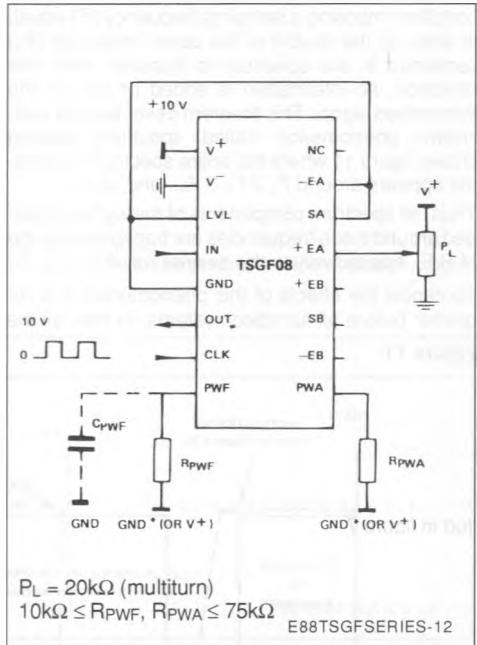 +10 V
V+
V−
LVL
IN
GND
OUT
CLK
PWF
TSGF08
NC
−EA
SA
+EA
+EB
SB
−EB
PWA
V+
PL
10 V
0
CPWF
RPWF
RPWA
GND
GND * (OR V+)
GND * (OR V+)
PL = 20kΩ (multiturn)
10kΩ ≤ RPWF, RPWA ≤ 75kΩ
E88TSGFSERIES-12